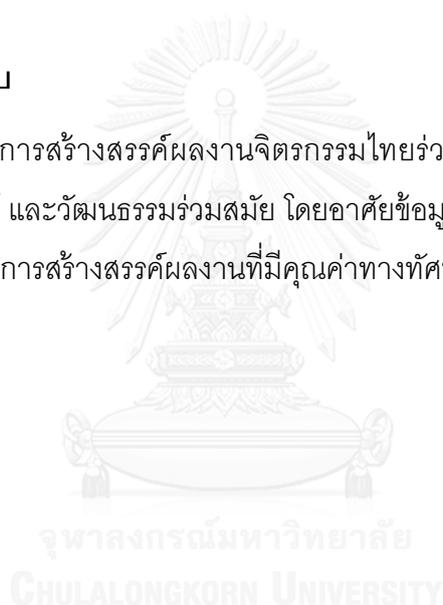 การสร้างสรรค์ผลงานจิตรกรรมไทยร่ว
และวัฒนธรรมร่วมสมัย โดยอาศัยข้อมู
การสร้างสรรค์ผลงานที่มีคุณค่าทางทัศ
จุฬาลงกรณ์มหาวิทยาลัย
CHULALONGKORN UNIVERSITY